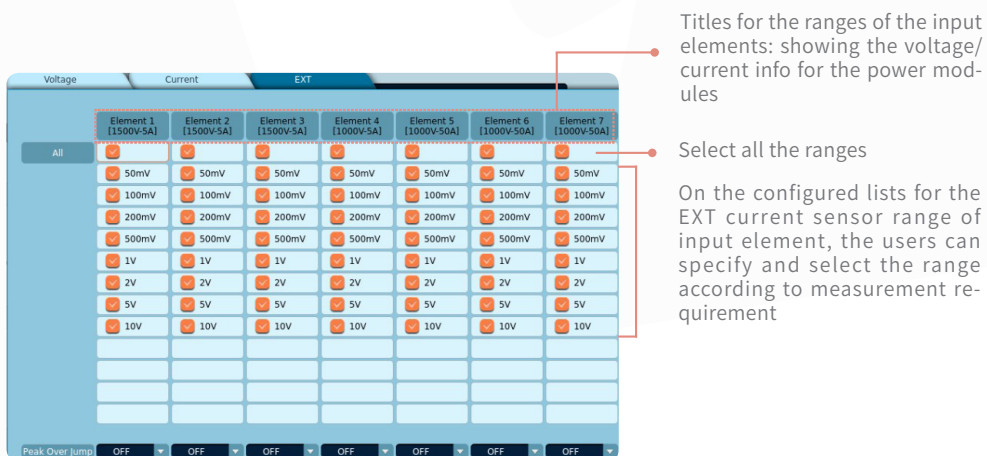 Titles for the ranges of the input
elements: showing the voltage/
current info for the power mod-
ules
Voltage Current EXT
Element 1 Element 2 Element 3 Element 4 Element 5 Element 6 Element 7
[1500V-5A] [1500V-5A] [1500V-5A] [1000V-5A] [1000V-50A] [1000V-50A] [1000V-50A]
All
Select all the ranges
50mV 50mV 50mV 50mV 50mV 50mV 50mV
100mV 100mV 100mV 100mV 100mV 100mV 100mV
200mV 200mV 200mV 200mV 200mV 200mV 200mV
500mV 500mV 500mV 500mV 500mV 500mV 500mV
1V 1V 1V 1V 1V 1V 1V
2V 2V 2V 2V 2V 2V 2V
5V 5V 5V 5V 5V 5V 5V
10V 10V 10V 10V 10V 10V 10V
On the configured lists for the
EXT current sensor range of
input element, the users can
specify and select the range
according to measurement re-
quirement
Peak Over Jump OFF OFF OFF OFF OFF OFF OFF